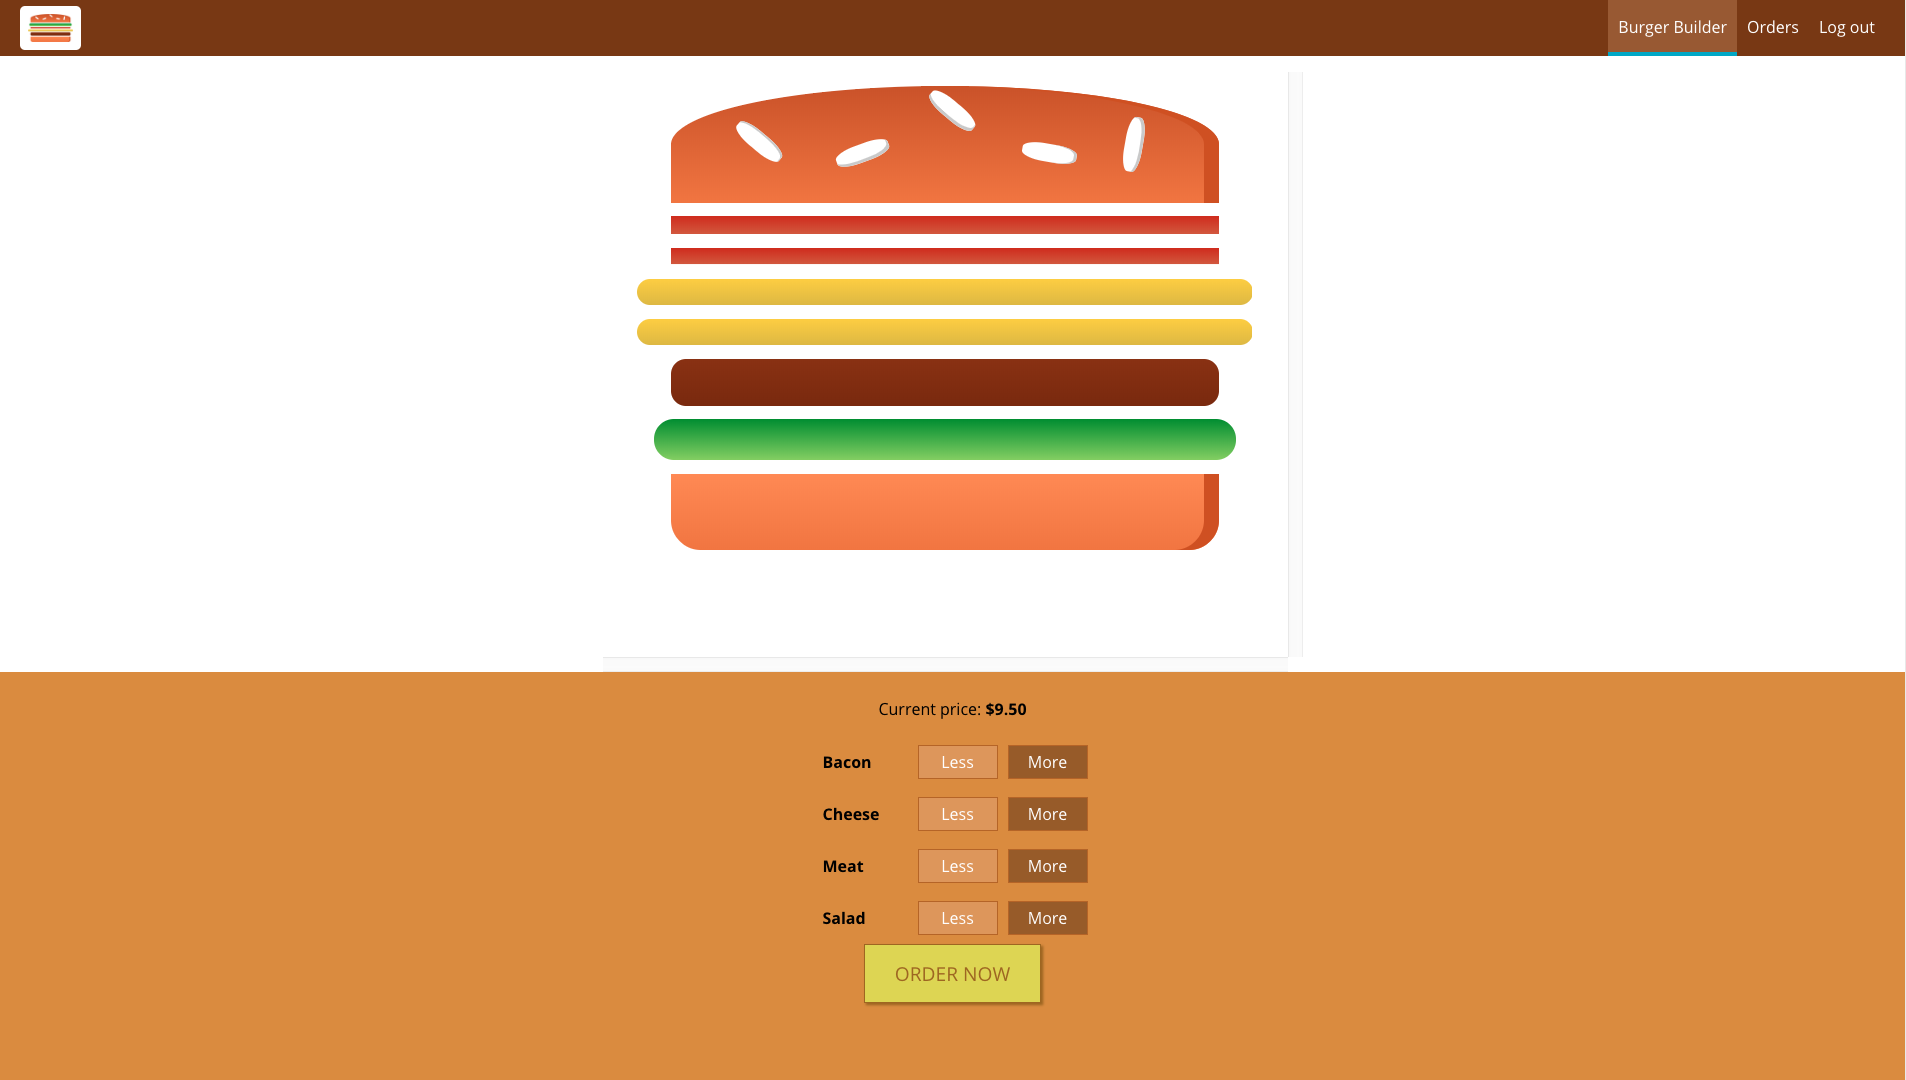 Burger Builder Orders Log out
Current price: $9.50
Bacon Less More
Cheese Less More
Meat Less More
Salad Less More
ORDER NOW